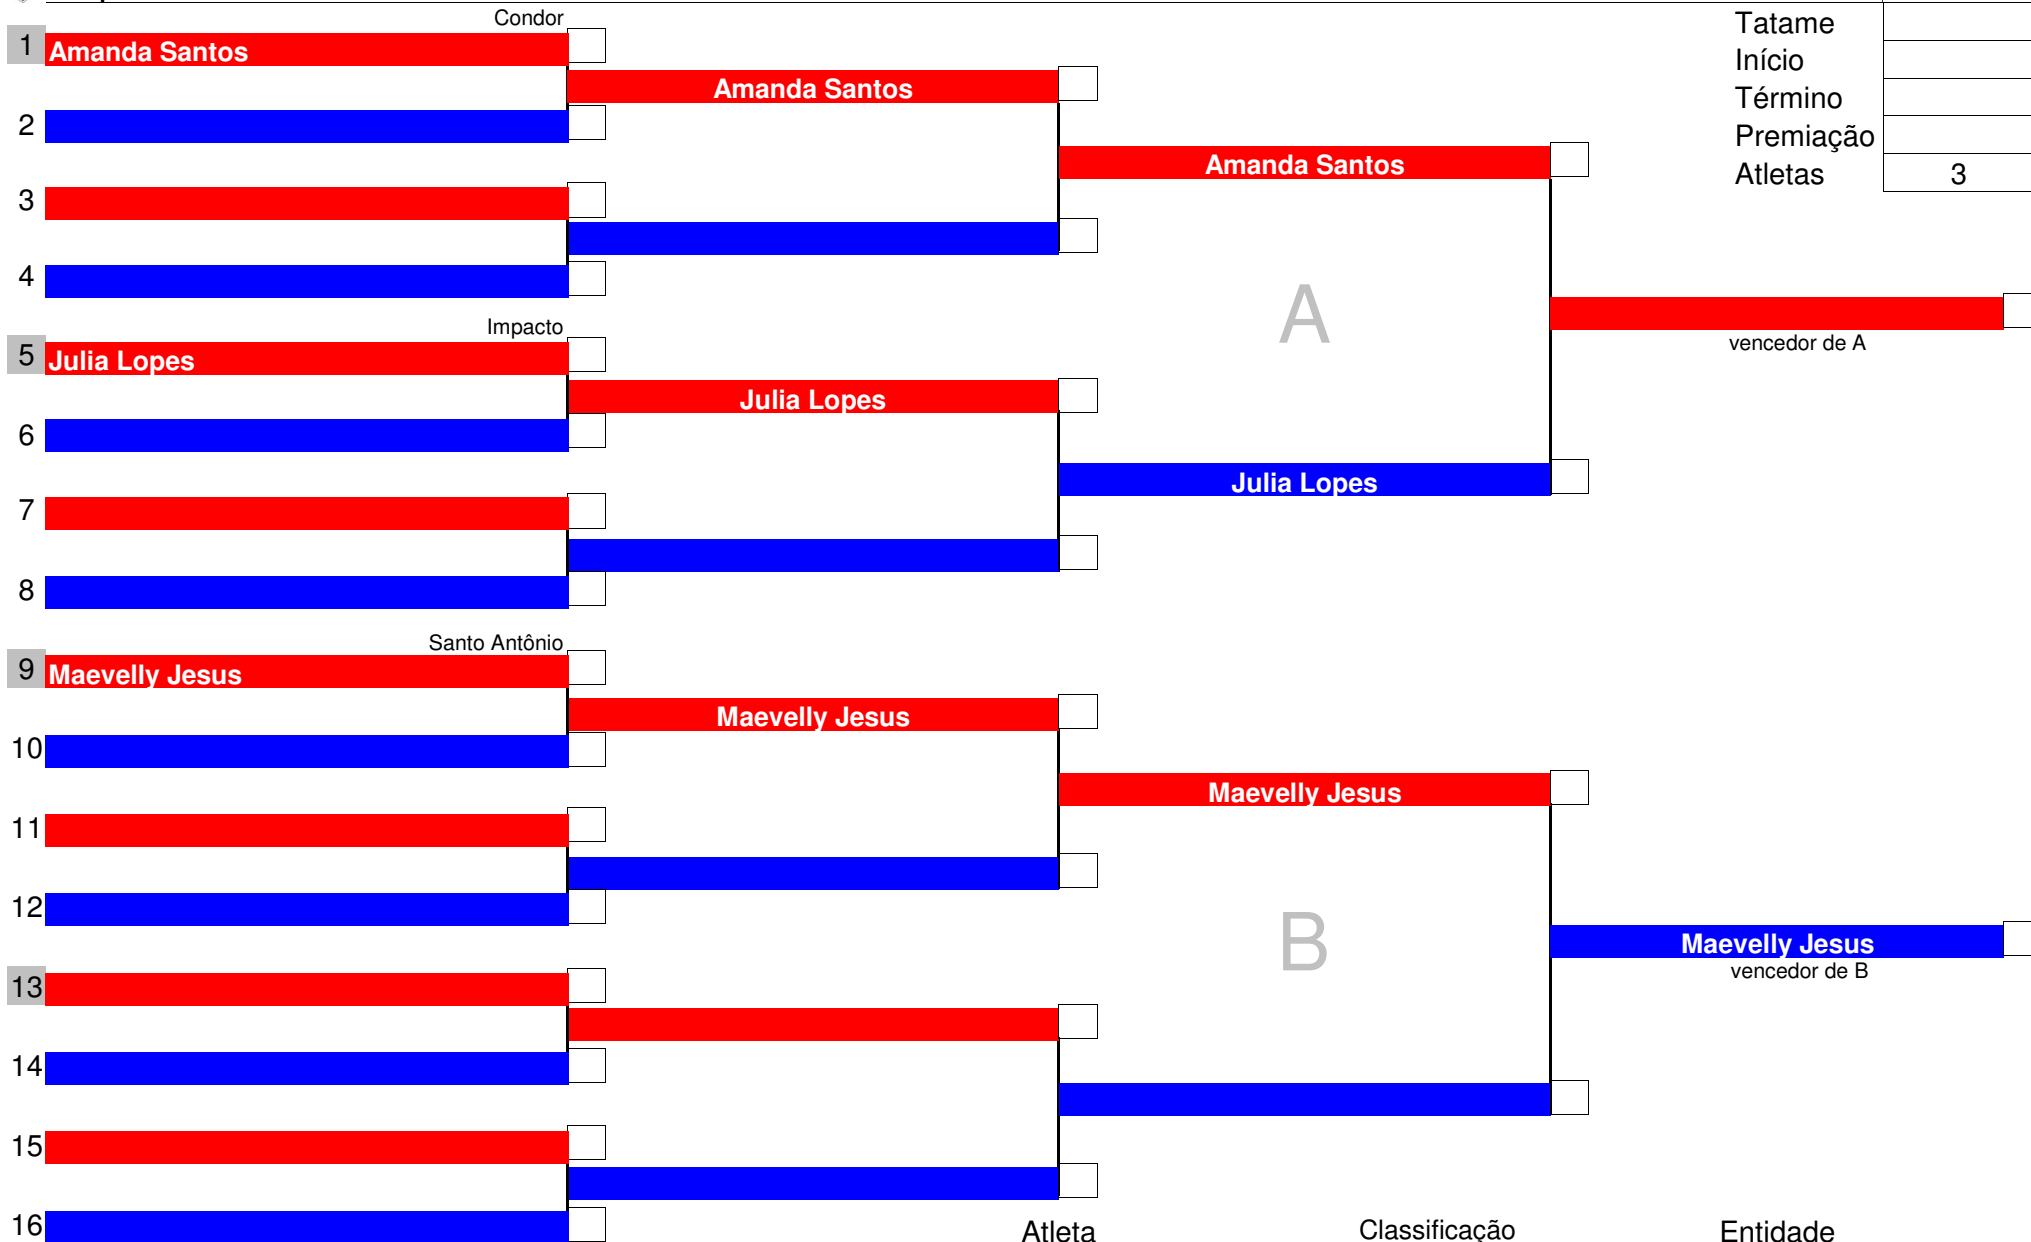 Condor
Tatame
1 Amanda Santos
Início
Amanda Santos
Término
2
Premiação
Amanda Santos
Atletas 3
3
4
A
Impacto
vencedor de A
5 Julia Lopes
Julia Lopes
6
Julia Lopes
7
8
Santo Antônio
9 Maevelly Jesus
Maevelly Jesus
10
Maevelly Jesus
11
12
B
Maevelly Jesus
vencedor de B
13
14
15
16
Atleta Classificação Entidade